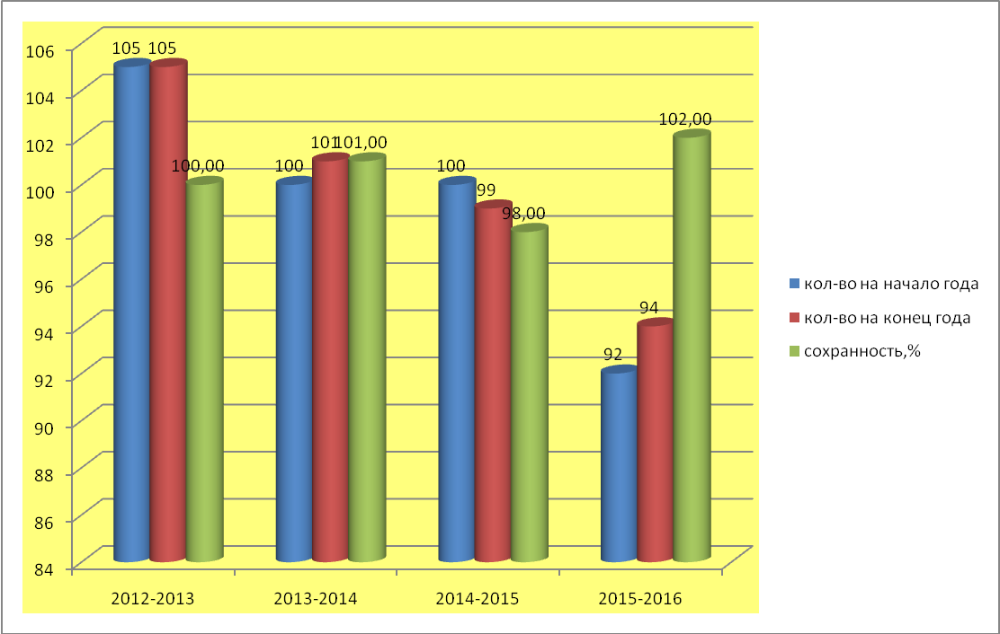 106
104
102
100
98
96
94
92
90
88
86
84
105 105 100,00
100 101 101,00
100 99 98,00
92 94 102,00
2012-2013 2013-2014 2014-2015 2015-2016
кол-во на начало года
кол-во на конец года
сохранность,%